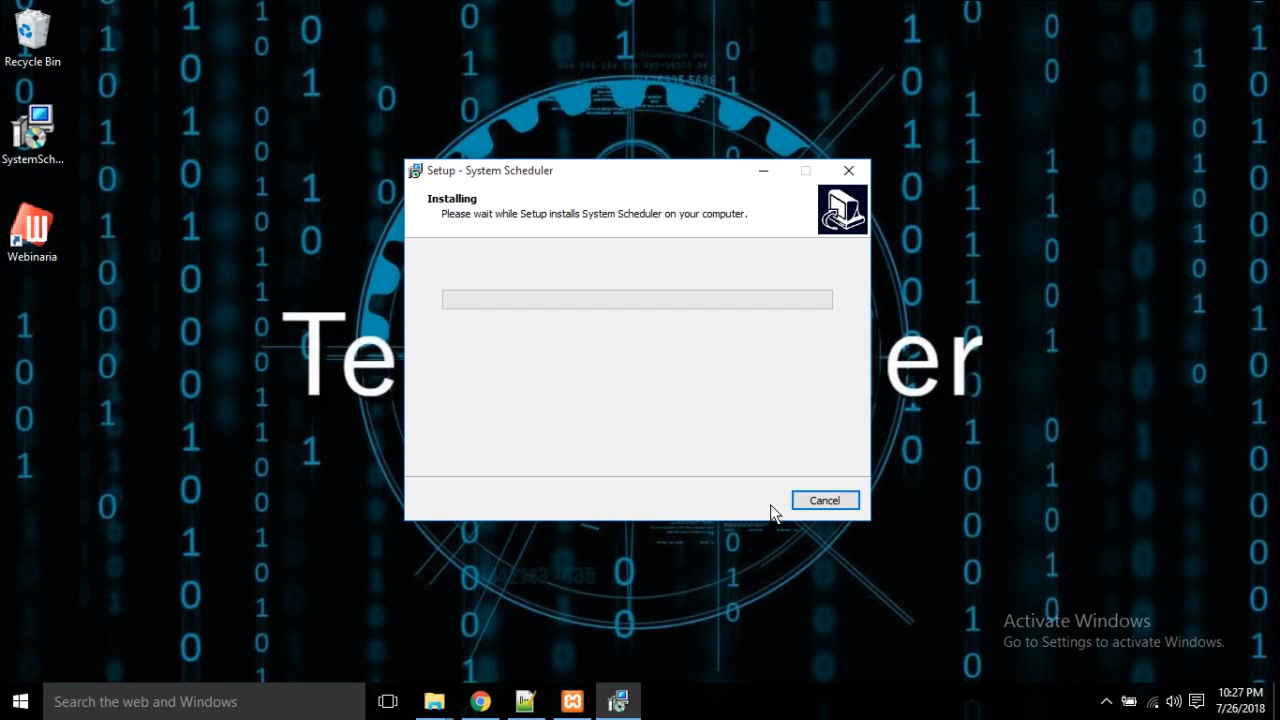 Recycle Bin
SystemSch...
Webinaria
Setup - System Scheduler
Installing
Please wait while Setup installs System Scheduler on your computer.
Cancel
Te
er
Activate Windows
Go to Settings to activate Windows.
Search the web and Windows
10:27 PM
7/26/2018